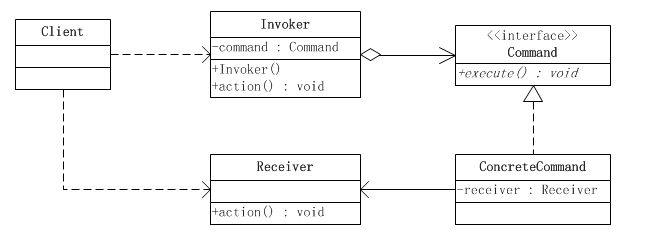 Client
Invoker
-command : Command
+Invoker()
+action() : void
<<interface>>
Command
+execute() : void
Receiver
+action() : void
ConcreteCommand
-receiver : Receiver